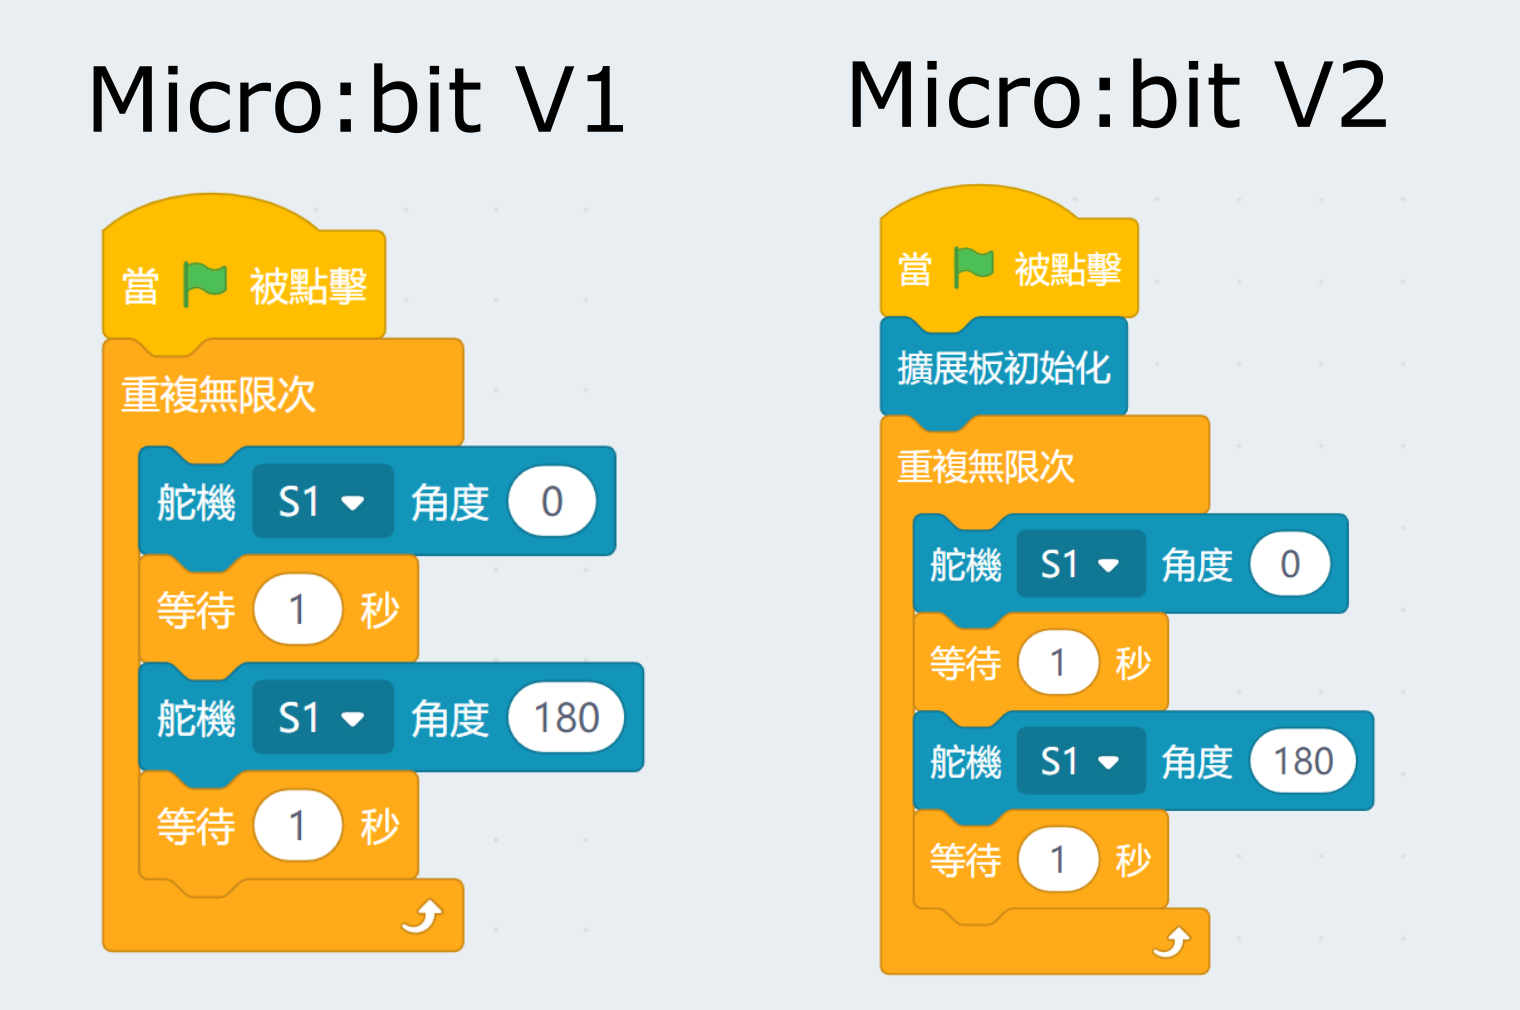 Micro:bit V1
當 被點擊
重複無限次
舵機 S1 角度 0
等待 1 秒
舵機 S1 角度 180
等待 1 秒
Micro:bit V2
當 被點擊
擴展板初始化
重複無限次
舵機 S1 角度 0
等待 1 秒
舵機 S1 角度 180
等待 1 秒